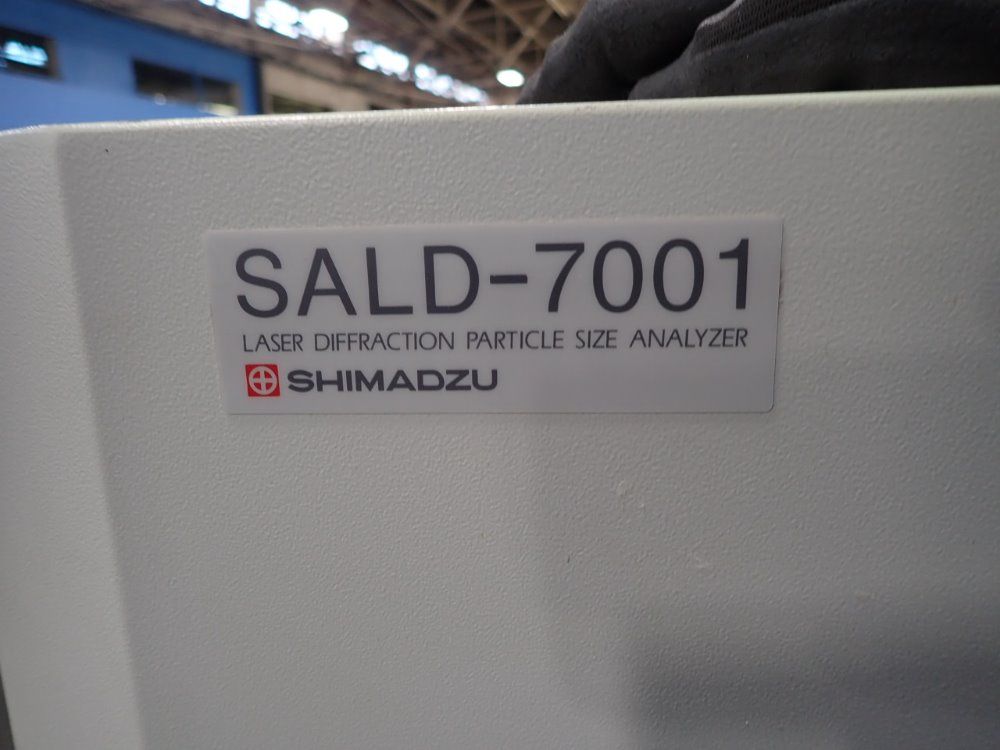 SALD-7001
LASER DIFFRACTION PARTICLE SIZE ANALYZER
SHIMADZU